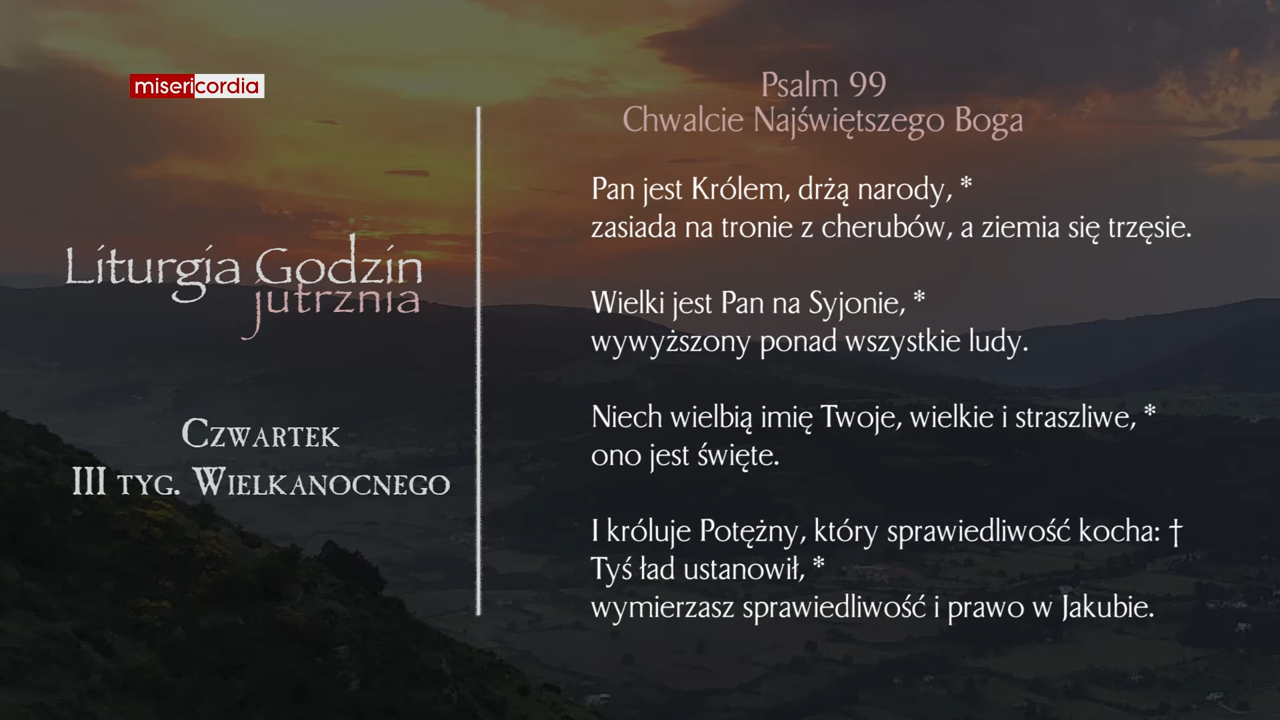 misericordia
Liturgia Godzin
jutrznia
Czwartek
III tyg. Wielkanocnego
Psalm 99
Chwalcie Najświętszego Boga
Pan jest Królem, drżą narody, *
zasiada na tronie z cherubów, a ziemia się trzęsie.
Wielki jest Pan na Syjonie, *
wywyższony ponad wszystkie ludy.
Niech wielbią imię Twoje, wielkie i straszliwe, *
ono jest święte.
I króluje Potężny, który sprawiedliwość kocha: †
Tyś ład ustanowił, *
wymierzasz sprawiedliwość i prawo w Jakubie.